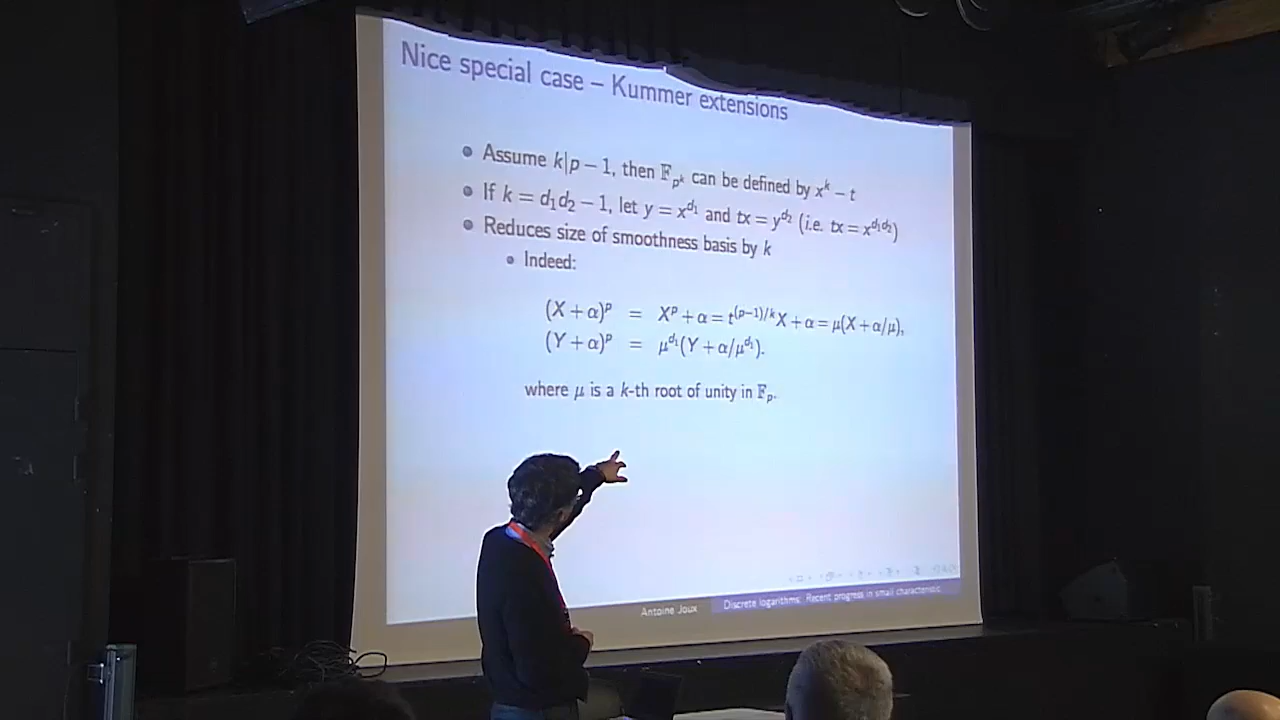 Nice special case – Kummer extensions
Assume k|p − 1, then 𝔽_{p^k} can be defined by x^k − t
If k = d₁d₂ − 1, let y = x^{d₁} and tx = y^{d₂} (i.e. tx = x^{d₁d₂})
Reduces size of smoothness basis by k
Indeed:
(X + α)^p = X^p + α = t^{(p−1)/k}X + α = μ(X + α/μ),
(Y + α)^p = μ^{d₁}(Y + α/μ^{d₁}).
where μ is a k-th root of unity in 𝔽_p.
Antoine Joux Discrete logarithms: Recent progress in small characteristic